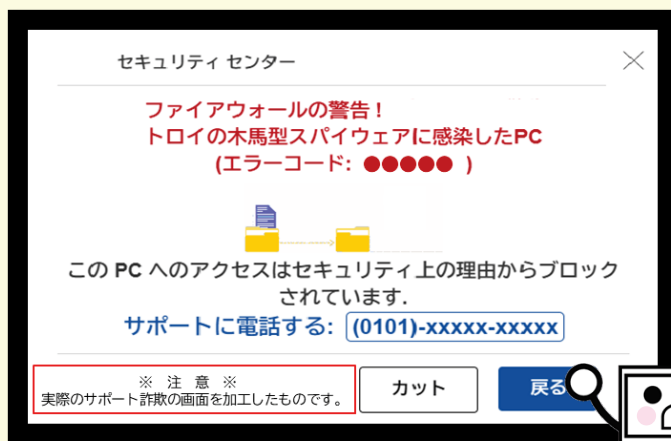 セキュリティ センター
ファイアウォールの警告！
トロイの木馬型スパイウェアに感染したPC
(エラーコード: ●●●●● )
この PC へのアクセスはセキュリティ上の理由からブロック
されています.
サポートに電話する: (0101)-xxxxx-xxxxx
※ 注 意 ※
実際のサポート詐欺の画面を加工したものです。
カット
戻る